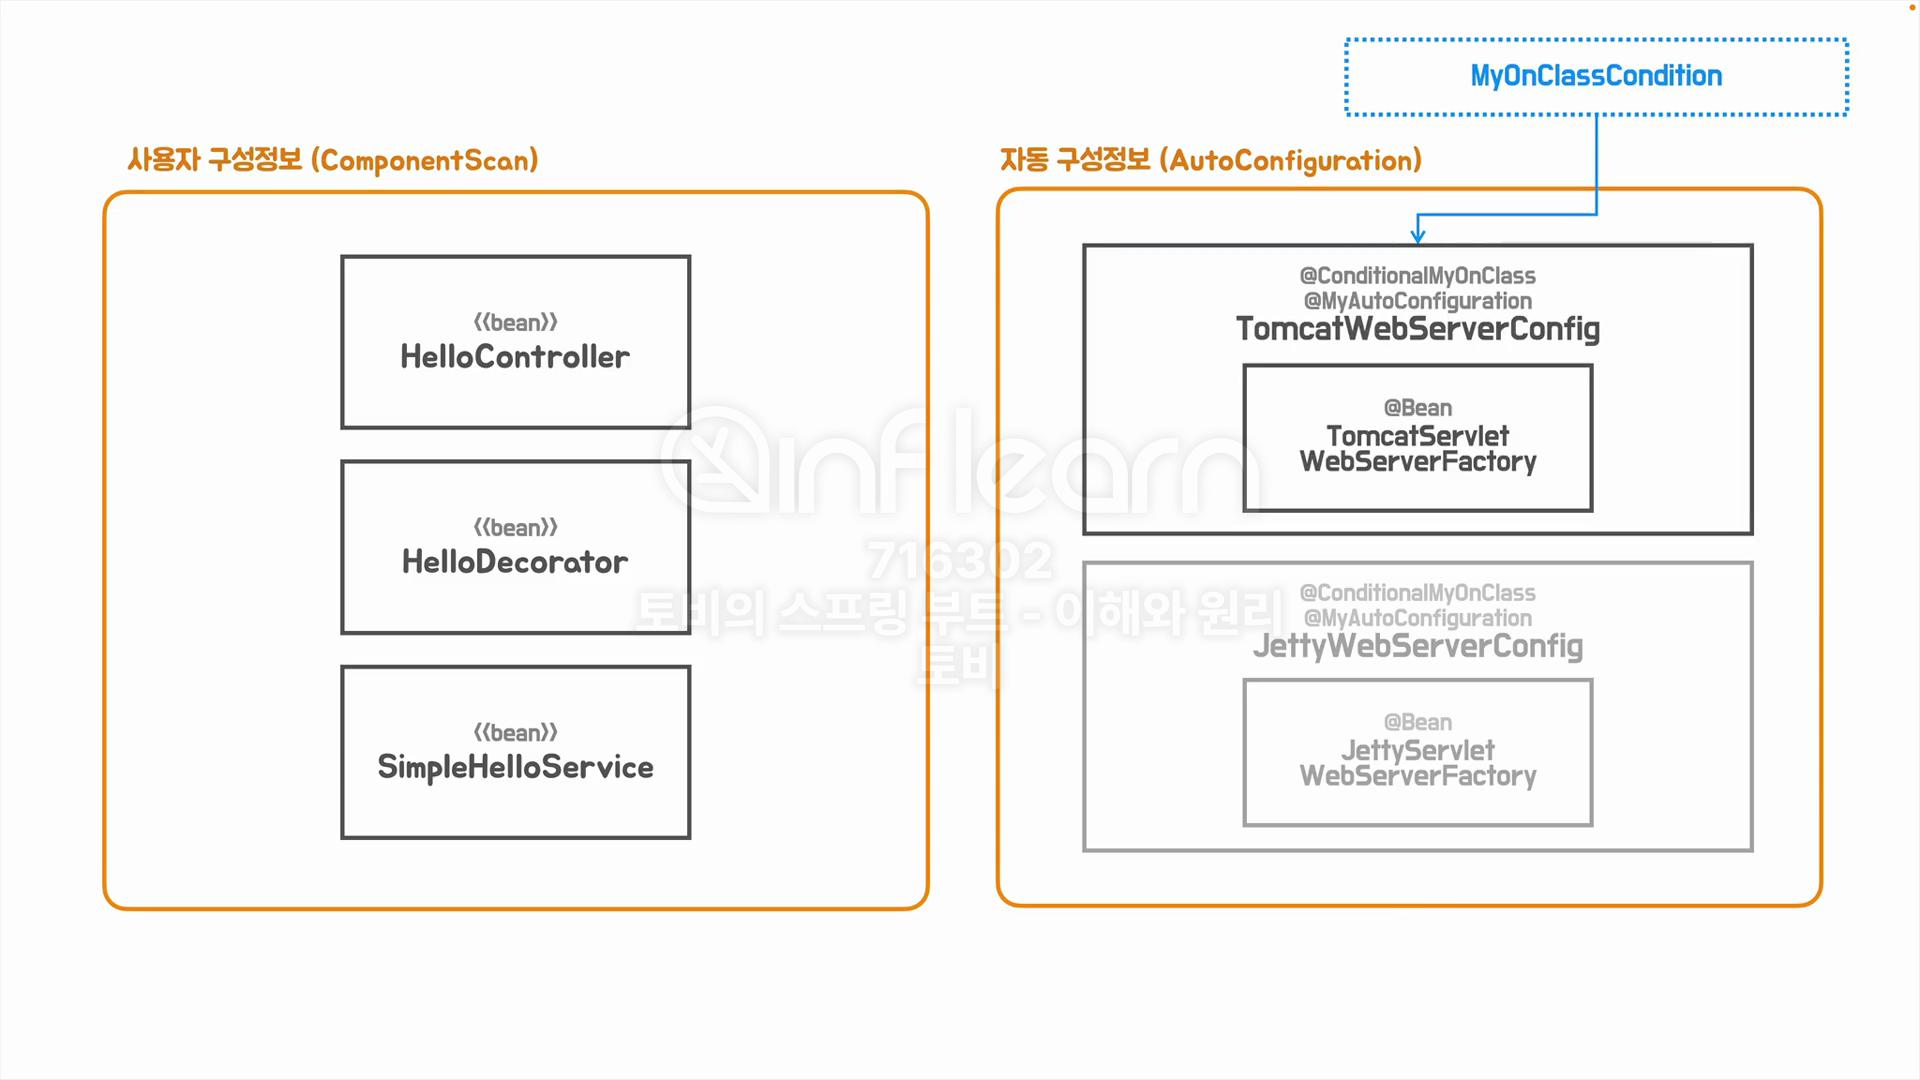 MyOnClassCondition
사용자 구성정보 (ComponentScan)
자동 구성정보 (AutoConfiguration)
<<bean>>
HelloController
<<bean>>
HelloDecorator
<<bean>>
SimpleHelloService
@ConditionalMyOnClass
@MyAutoConfiguration
TomcatWebServerConfig
@Bean
TomcatServlet
WebServerFactory
@ConditionalMyOnClass
@MyAutoConfiguration
JettyWebServerConfig
@Bean
JettyServlet
WebServerFactory
inflearn
716302
토비의 스프링 부트 - 이해와 원리
토비